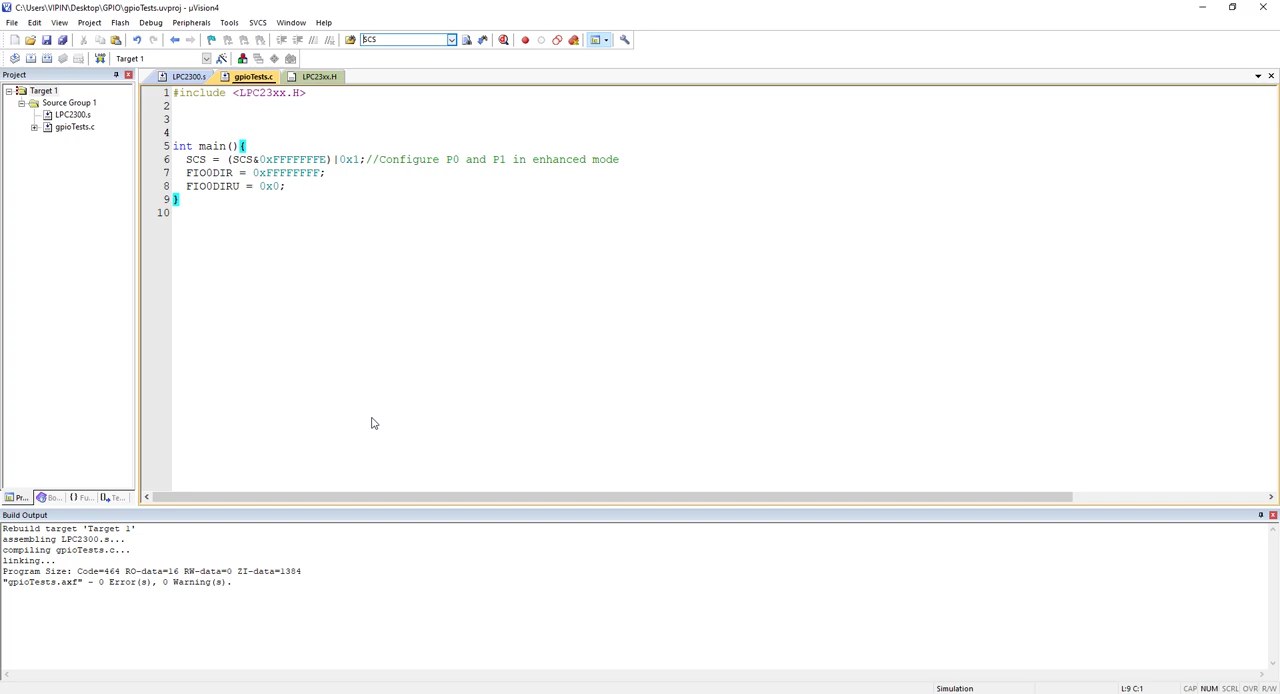 C:\Users\VIPIN\Desktop\GPIO\gpioTests.uvproj - µVision4
File Edit View Project Flash Debug Peripherals Tools SVCS Window Help
SCS
Target 1
Project
LPC2300.s gpioTests.c LPC23xx.H
Target 1
Source Group 1
LPC2300.s
gpioTests.c
1 #include <LPC23xx.H>
2
3
4
5 int main(){
6 SCS = (SCS&0xFFFFFFFE)|0x1;//Configure P0 and P1 in enhanced mode
7 FIO0DIR = 0xFFFFFFFF;
8 FIO0DIRU = 0x0;
9 }
10
Pr... Bo... {} Fu... Te...
Build Output
Rebuild target 'Target 1'
assembling LPC2300.s...
compiling gpioTests.c...
linking...
Program Size: Code=464 RO-data=16 RW-data=0 ZI-data=1384
"gpioTests.axf" - 0 Error(s), 0 Warning(s).
Simulation L:9 C:1 CAP NUM SCRL OVR R/W